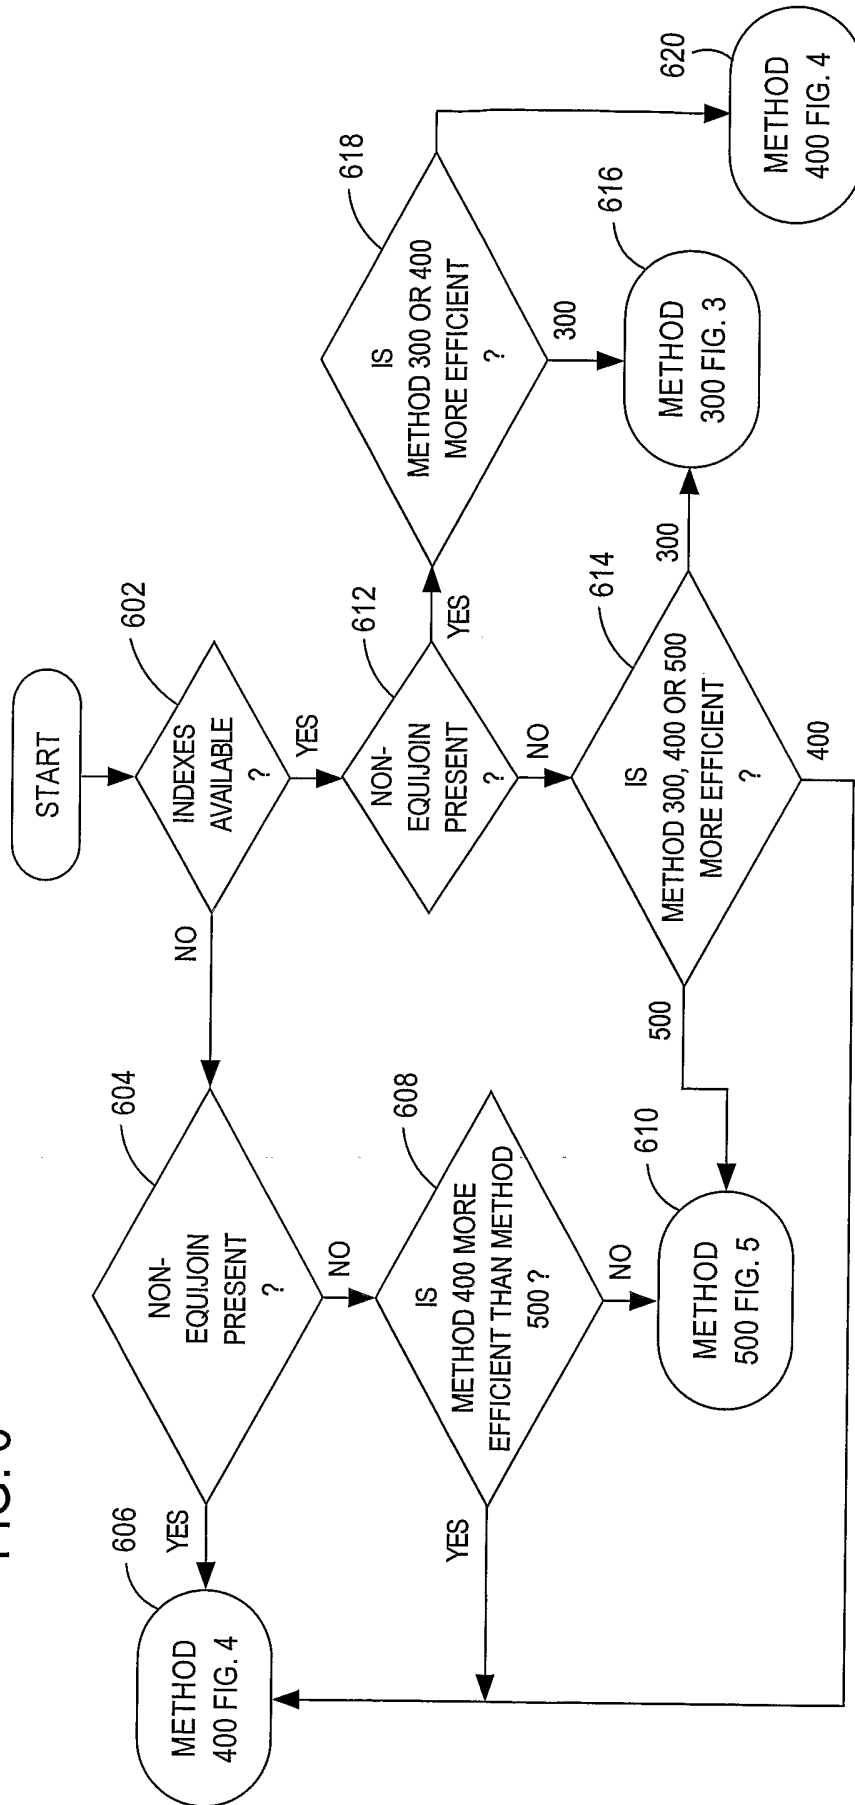 FIG. 6
START
602
INDEXES
AVAILABLE
?
NO
YES
604
NON-
EQUIJOIN
PRESENT
?
YES
NO
606
METHOD
400 FIG. 4
608
IS
METHOD 400 MORE
EFFICIENT THAN METHOD
500 ?
YES
NO
610
METHOD
500 FIG. 5
612
NON-
EQUIJOIN
PRESENT
?
YES
NO
614
IS
METHOD 300, 400 OR 500
MORE EFFICIENT
?
500
300
400
616
METHOD
300 FIG. 3
618
IS
METHOD 300 OR 400
MORE EFFICIENT
?
300
620
METHOD
400 FIG. 4